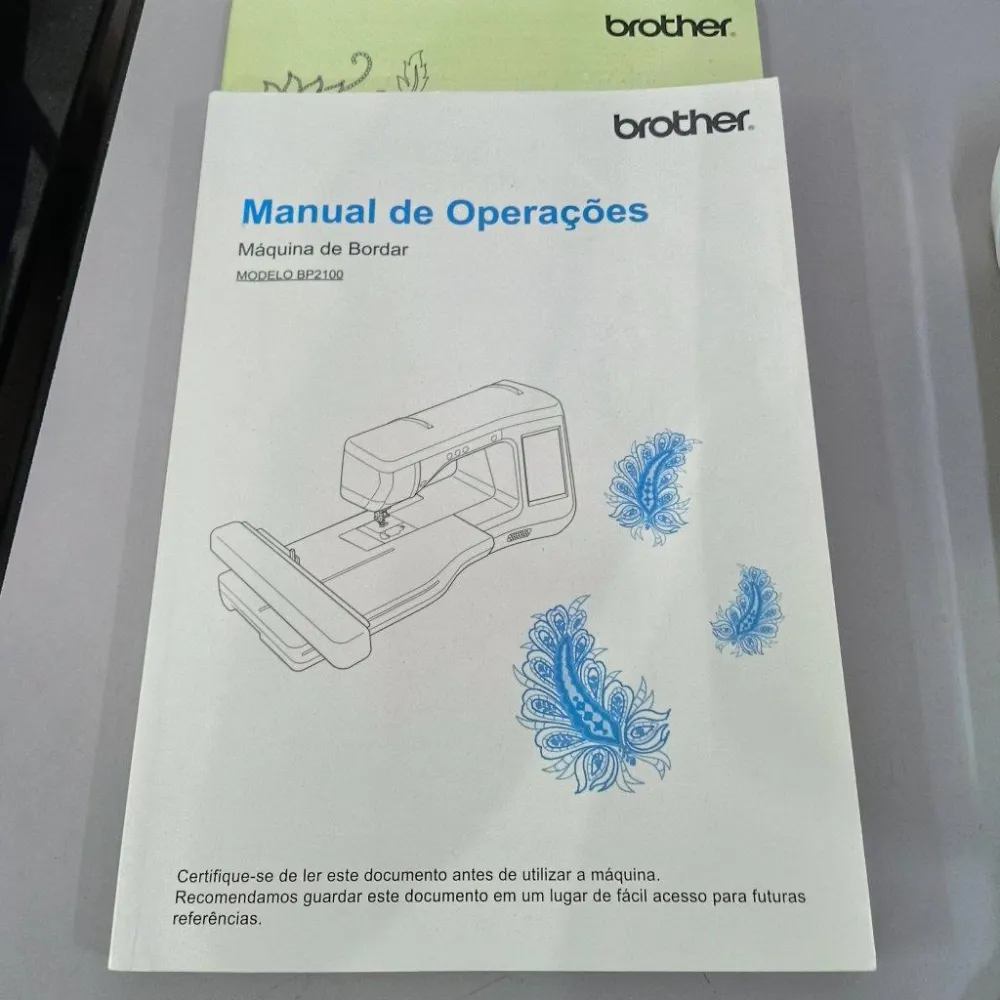 brother
brother
Manual de Operações
Máquina de Bordar
MODELO BP2100
Certifique-se de ler este documento antes de utilizar a máquina.
Recomendamos guardar este documento em um lugar de fácil acesso para futuras
referências.